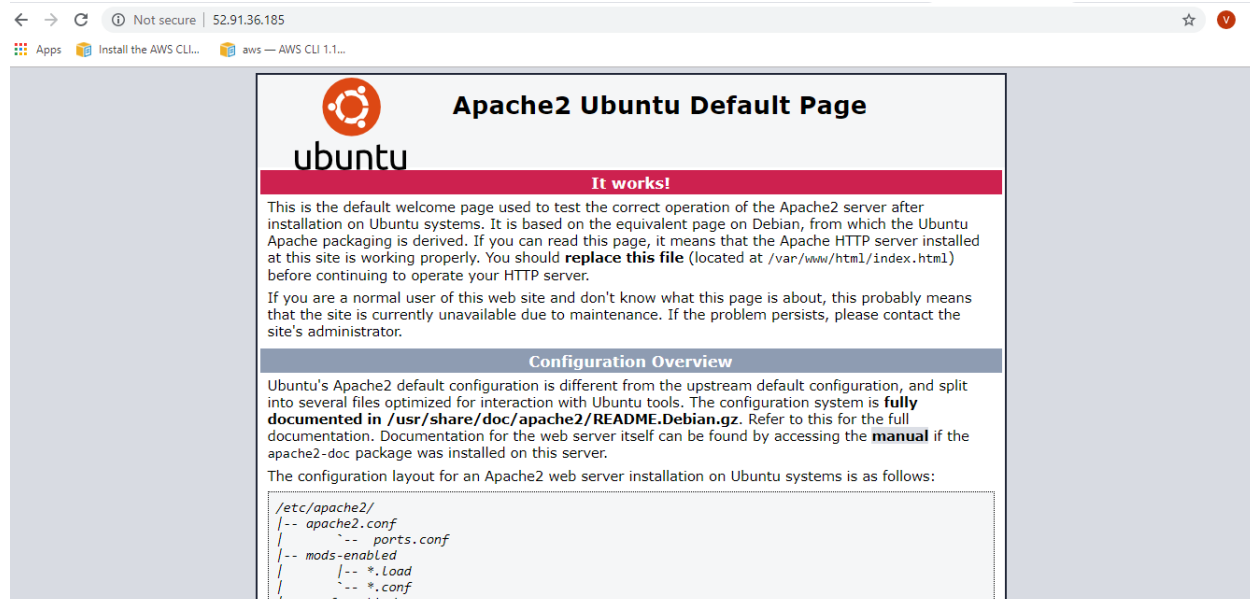 Not secure | 52.91.36.185
V
Apps Install the AWS CLI... aws — AWS CLI 1.1...
Apache2 Ubuntu Default Page
ubuntu
It works!
This is the default welcome page used to test the correct operation of the Apache2 server after
installation on Ubuntu systems. It is based on the equivalent page on Debian, from which the Ubuntu
Apache packaging is derived. If you can read this page, it means that the Apache HTTP server installed
at this site is working properly. You should replace this file (located at /var/www/html/index.html)
before continuing to operate your HTTP server.
If you are a normal user of this web site and don't know what this page is about, this probably means
that the site is currently unavailable due to maintenance. If the problem persists, please contact the
site's administrator.
Configuration Overview
Ubuntu's Apache2 default configuration is different from the upstream default configuration, and split
into several files optimized for interaction with Ubuntu tools. The configuration system is fully
documented in /usr/share/doc/apache2/README.Debian.gz. Refer to this for the full
documentation. Documentation for the web server itself can be found by accessing the manual if the
apache2-doc package was installed on this server.
The configuration layout for an Apache2 web server installation on Ubuntu systems is as follows:
/etc/apache2/
|-- apache2.conf
|       `--  ports.conf
|-- mods-enabled
|       |-- *.load
|       `-- *.conf